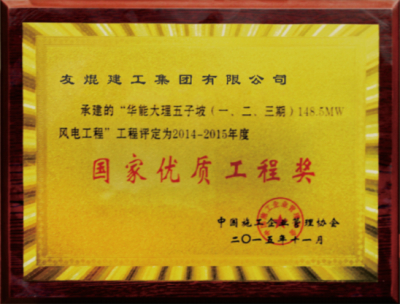 友焜建工集团有限公司
承建的“华能大理五子坡(一、二、三期)148.5MW
风电工程”工程评定为2014-2015年度
国家优质工程奖
中国施工企业管理协会
二〇一五年十一月